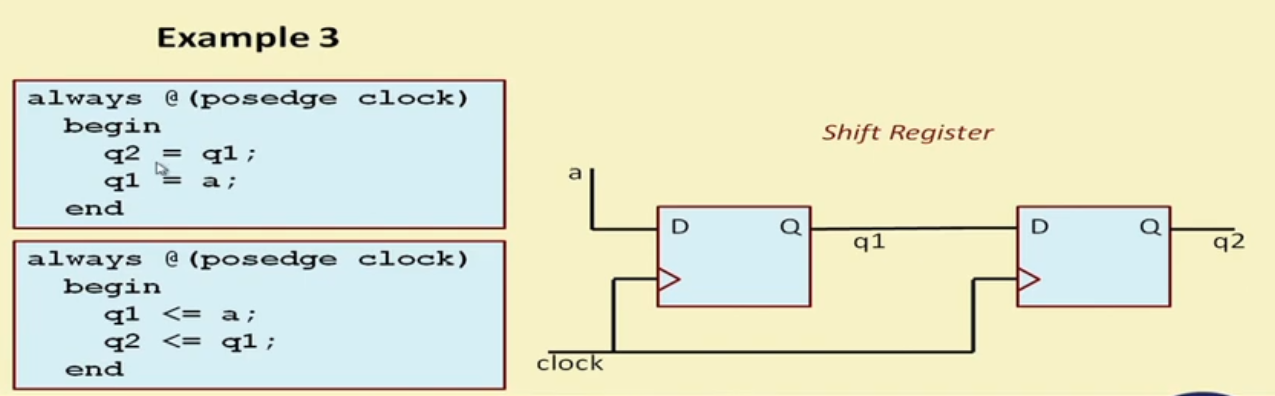 Example 3
always @(posedge clock)
begin
q2 = q1;
q1 = a;
end
always @(posedge clock)
begin
q1 <= a;
q2 <= q1;
end
Shift Register
a
D Q
q1
D Q
q2
clock